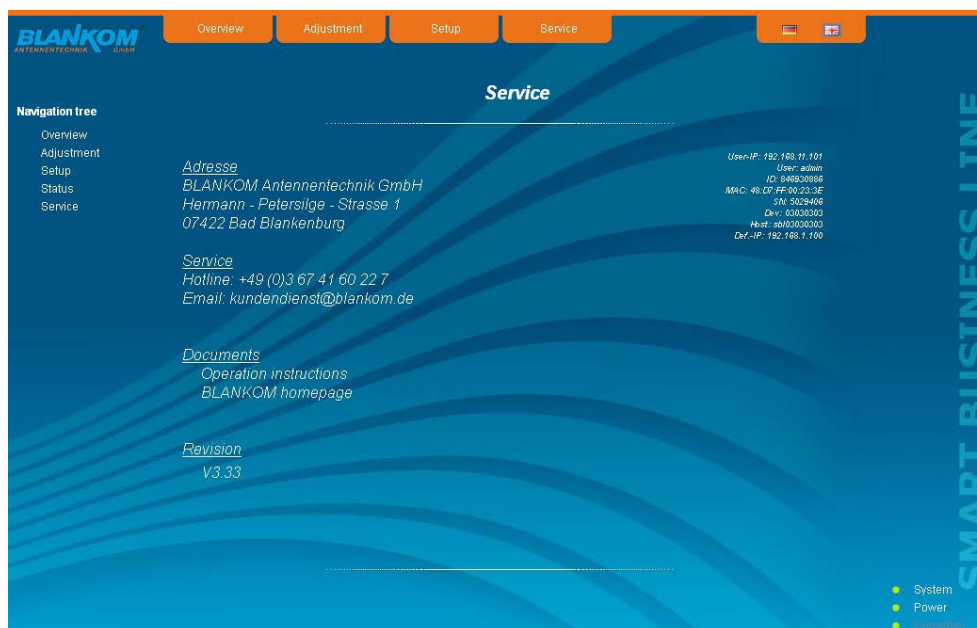 BLANKOM
ANTENNENTECHNIK GmbH
Overview
Adjustment
Setup
Service
Service
Navigation tree
Overview
Adjustment
Setup
Status
Service
Adresse
BLANKOM Antennentechnik GmbH
Hermann - Petersilge - Strasse 1
07422 Bad Blankenburg
Service
Hotline: +49 (0)3 67 41 60 22 7
Email: kundendienst@blankom.de
Documents
Operation instructions
BLANKOM homepage
Revision
V3.33
User-IP: 192.168.11.101
User: admin
ID: 846930886
MAC: 48:D7:FF:00:23:3E
SN: 5029406
Dev: 03030303
Host: sbl03030303
Def.-IP: 192.168.1.100
SMART BUSINESS LINE
System
Power